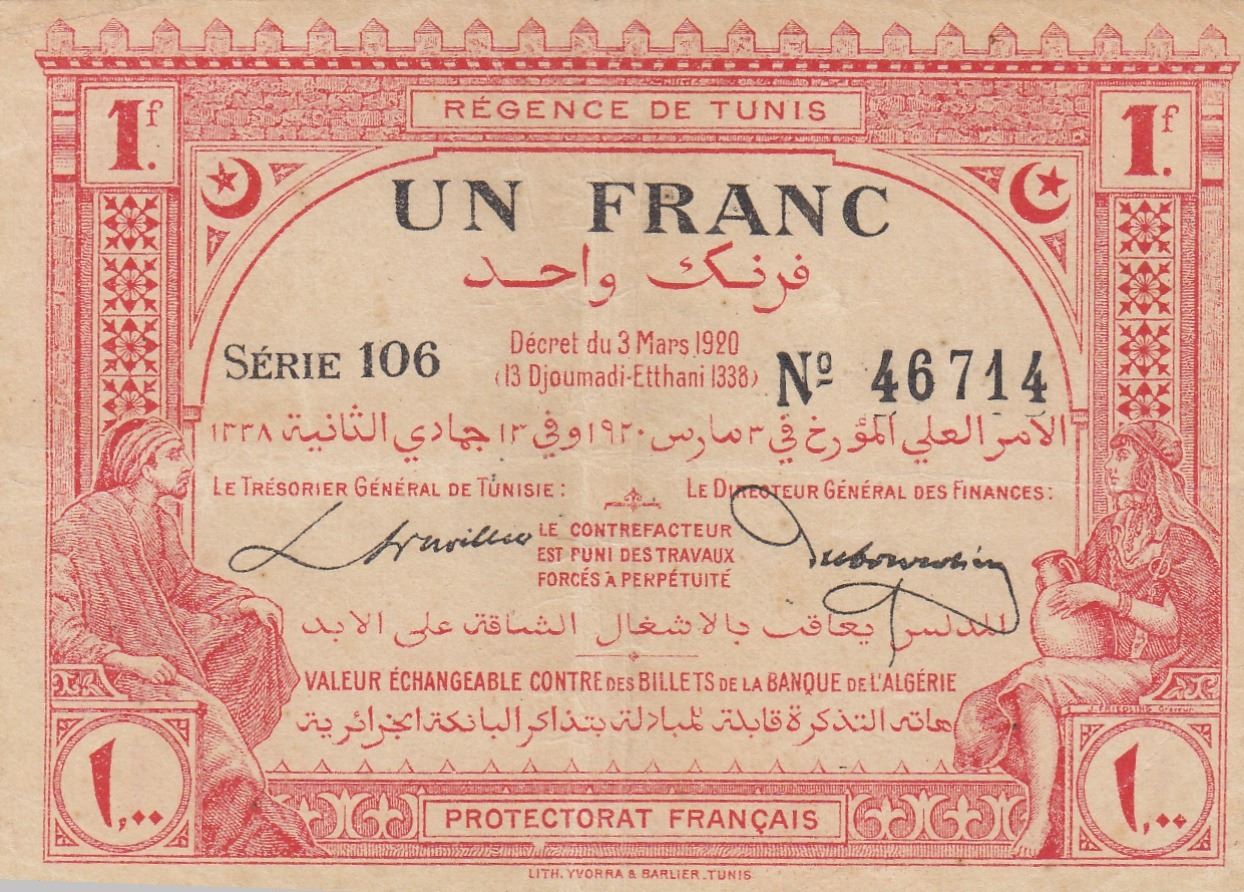 1f. RÉGENCE DE TUNIS 1f.
UN FRANC
فرنك واحد
SÉRIE 106
Décret du 3 Mars 1920
(13 Djoumadi-Etthani 1338)
Nº 46714
الأمر العلي المؤرخ في ٣ مارس ١٩٢٠ وفي ١٣ جمادي الثانية ١٣٣٨
LE TRÉSORIER GÉNÉRAL DE TUNISIE :
LE DIRECTEUR GÉNÉRAL DES FINANCES :
LE CONTREFACTEUR
EST PUNI DES TRAVAUX
FORCÉS À PERPÉTUITÉ
المدلس يعاقب بالاشغال الشاقة على الابد
VALEUR ÉCHANGEABLE CONTRE DES BILLETS DE LA BANQUE DE L'ALGÉRIE
هاته التذكرة قابلة للمبادلة بتذاكر البانكة الجزائرية
J. FRIEDLING Graveur
١,٠٠ PROTECTORAT FRANÇAIS ١,٠٠
LITH. YVORRA & BARLIER. TUNIS